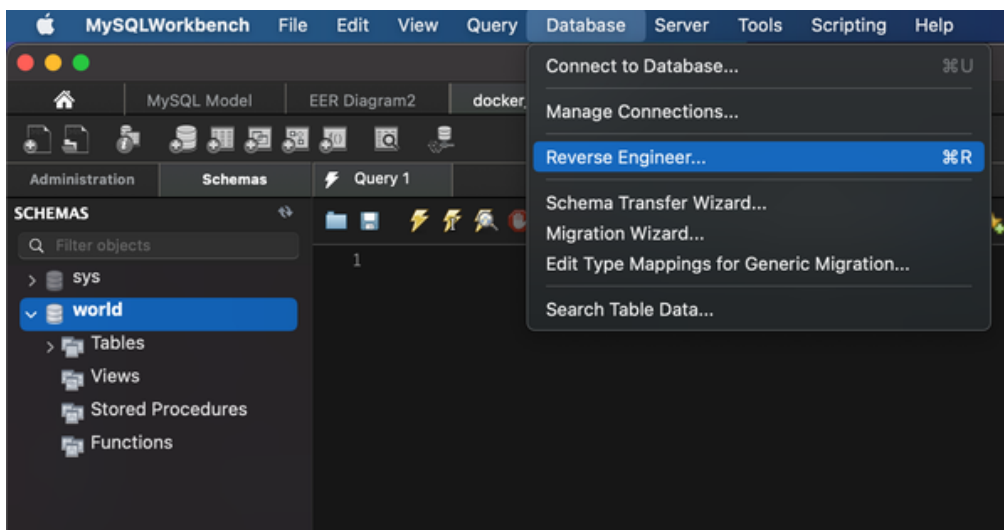 MySQLWorkbench File Edit View Query Database Server Tools Scripting Help
Connect to Database... ⌘U
Manage Connections...
Reverse Engineer... ⌘R
Schema Transfer Wizard...
Migration Wizard...
Edit Type Mappings for Generic Migration...
Search Table Data...
MySQL Model EER Diagram2 docker
Administration Schemas Query 1
SCHEMAS
Filter objects
1
sys
world
Tables
Views
Stored Procedures
Functions